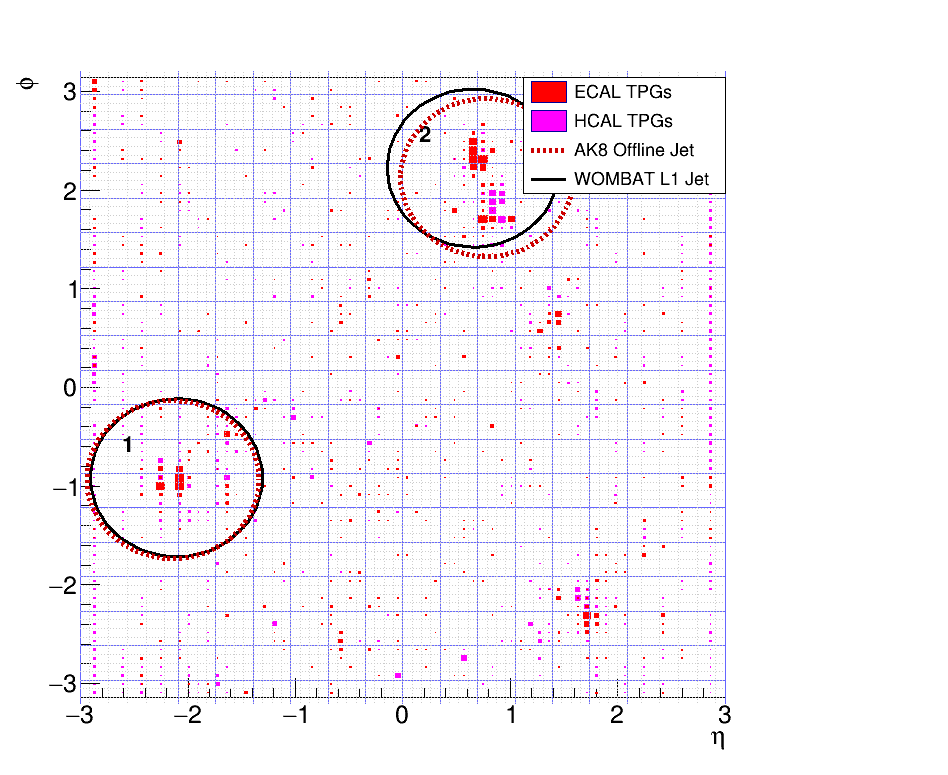 ϕ
3
2
1
0
−1
−2
−3
2
1
ECAL TPGs
HCAL TPGs
AK8 Offline Jet
WOMBAT L1 Jet
−3 −2 −1 0 1 2 3
η